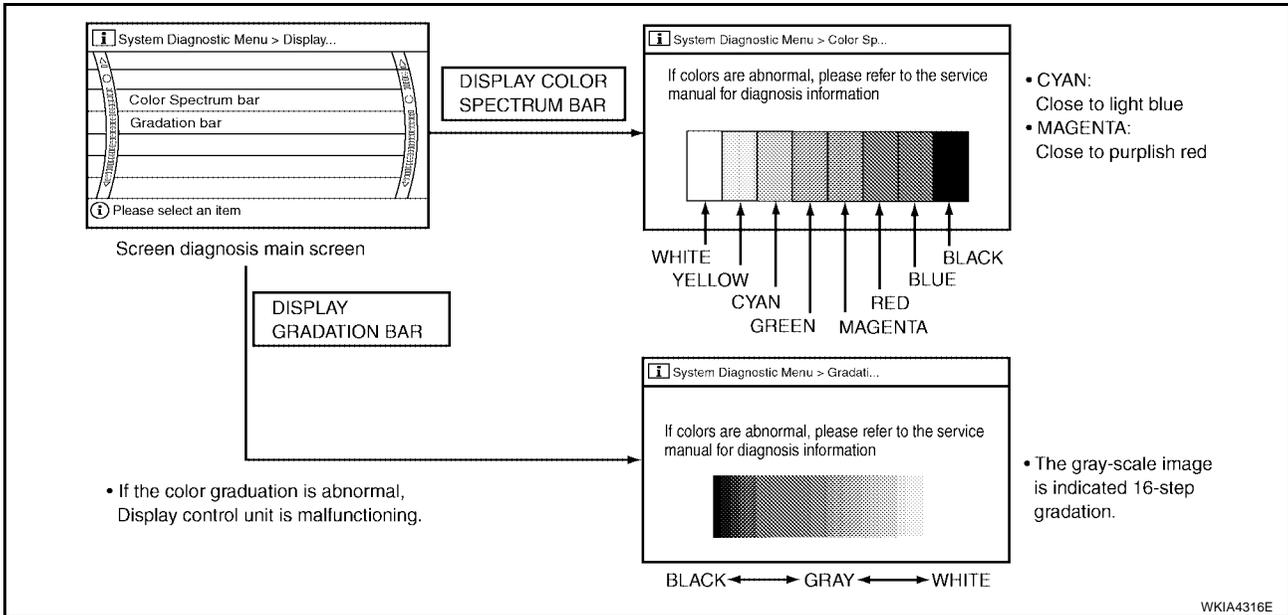 i System Diagnostic Menu > Display...
Color Spectrum bar
Gradation bar
i Please select an item
Screen diagnosis main screen
DISPLAY COLOR
SPECTRUM BAR
i System Diagnostic Menu > Color Sp...
If colors are abnormal, please refer to the service
manual for diagnosis information
WHITE
YELLOW
CYAN
GREEN
MAGENTA
RED
BLUE
BLACK
• CYAN:
Close to light blue
• MAGENTA:
Close to purplish red
DISPLAY
GRADATION BAR
• If the color graduation is abnormal,
Display control unit is malfunctioning.
i System Diagnostic Menu > Gradati...
If colors are abnormal, please refer to the service
manual for diagnosis information
BLACK GRAY WHITE
• The gray-scale image
is indicated 16-step
gradation.
WKIA4316E